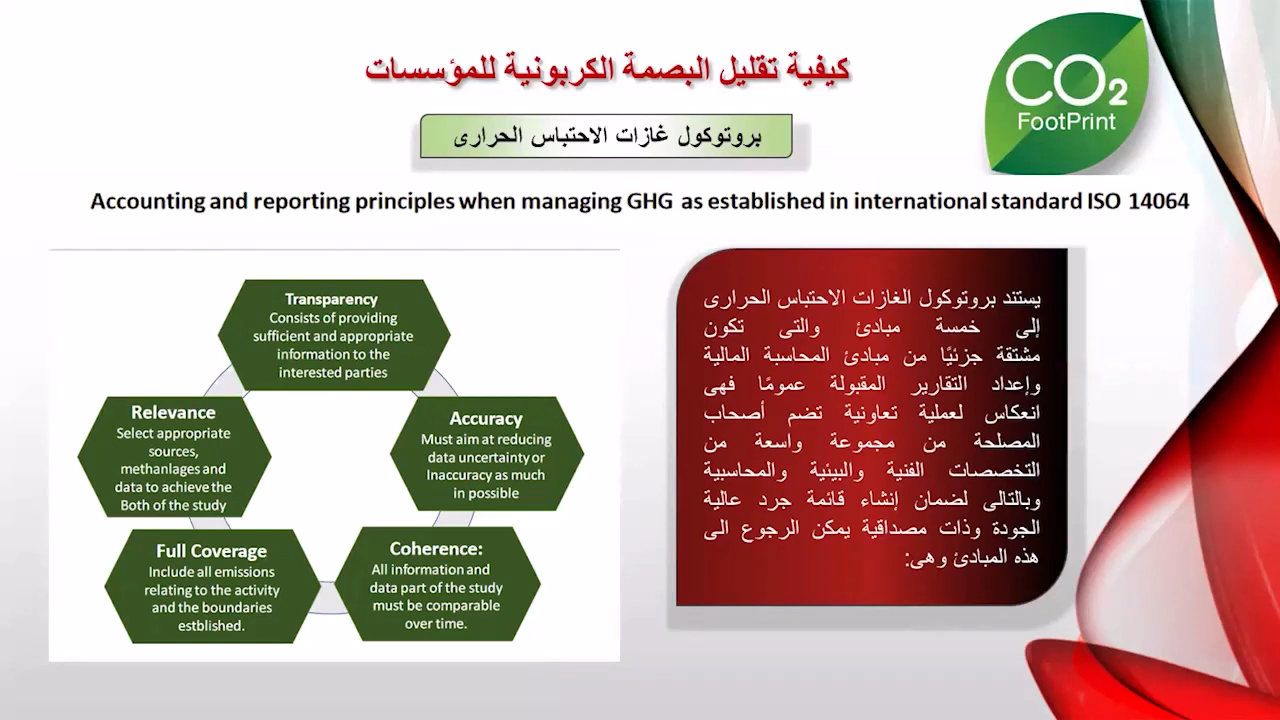 كيفية تقليل البصمة الكربونية للمؤسسات
CO2
FootPrint
بروتوكول غازات الاحتباس الحرارى
Accounting and reporting principles when managing GHG as established in international standard ISO 14064
Transparency
Consists of providing
sufficient and appropriate
information to the
interested parties
Relevance
Select appropriate
sources,
methanlages and
data to achieve the
Both of the study
Accuracy
Must aim at reducing
data uncertainty or
Inaccuracy as much
in possible
Full Coverage
Include all emissions
relating to the activity
and the boundaries
estblished.
Coherence:
All information and
data part of the study
must be comparable
over time.
يستند بروتوكول الغازات الاحتباس الحرارى
إلى خمسة مبادئ والتى تكون
مشتقة جزئيًا من مبادئ المحاسبة المالية
وإعداد التقارير المقبولة عمومًا فهى
انعكاس لعملية تعاونية تضم أصحاب
المصلحة من مجموعة واسعة من
التخصصات الفنية والبيئية والمحاسبية
وبالتالى لضمان إنشاء قائمة جرد عالية
الجودة وذات مصداقية يمكن الرجوع الى
هذه المبادئ وهى: